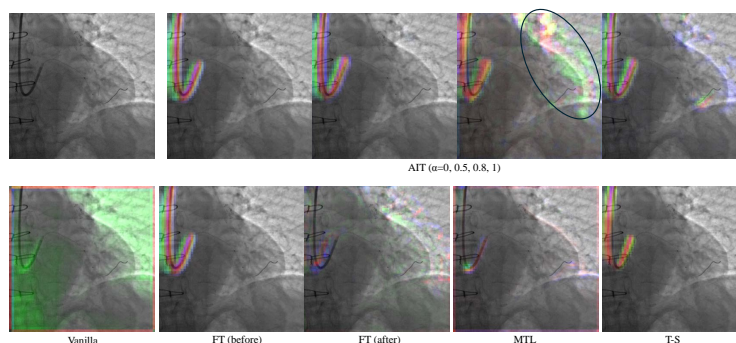 AIT (α=0, 0.5, 0.8, 1)
Vanilla
FT (before)
FT (after)
MTL
T-S